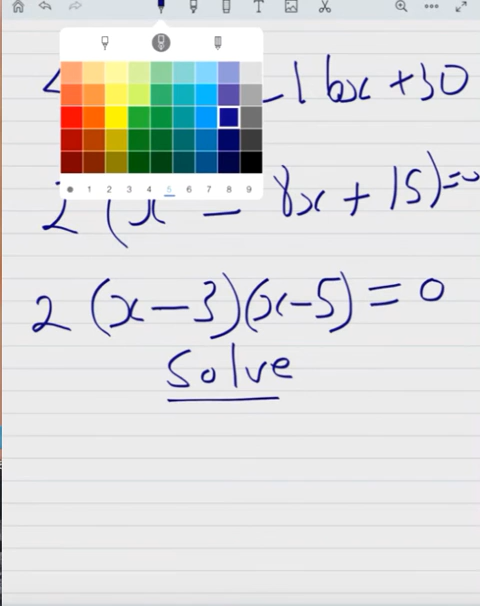 1 2 3 4 5 6 7 8 9
- 16x + 30
2 (x - 8x + 15) = 0
2 (x - 3)(x - 5) = 0
Solve